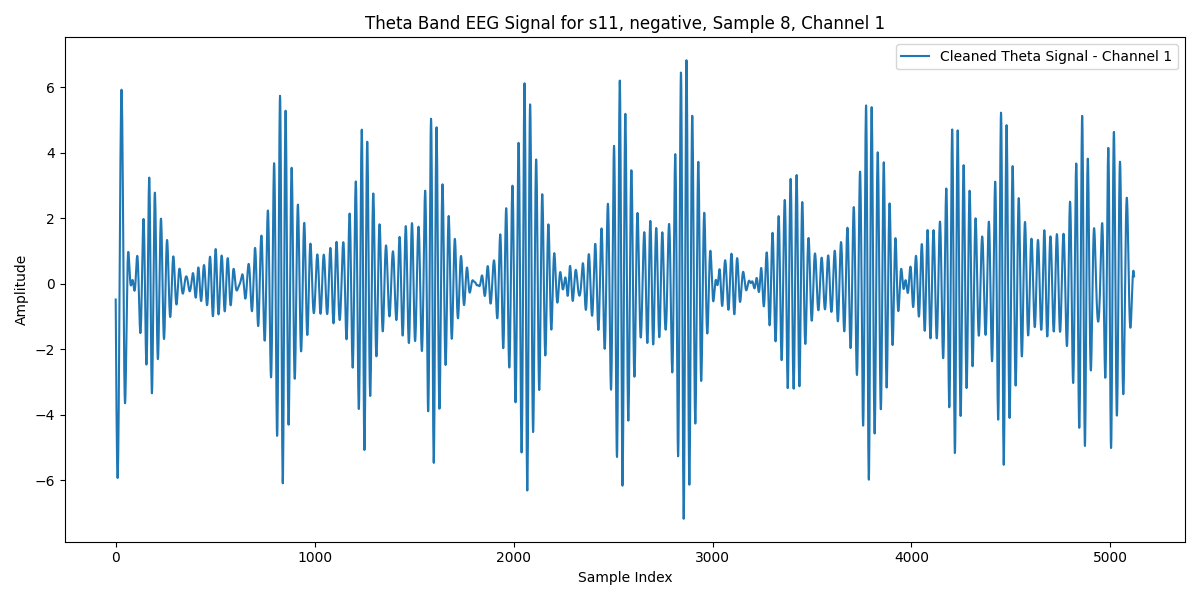 Theta Band EEG Signal for s11, negative, Sample 8, Channel 1
Cleaned Theta Signal - Channel 1
Amplitude
6
4
2
0
−2
−4
−6
0 1000 2000 3000 4000 5000
Sample Index